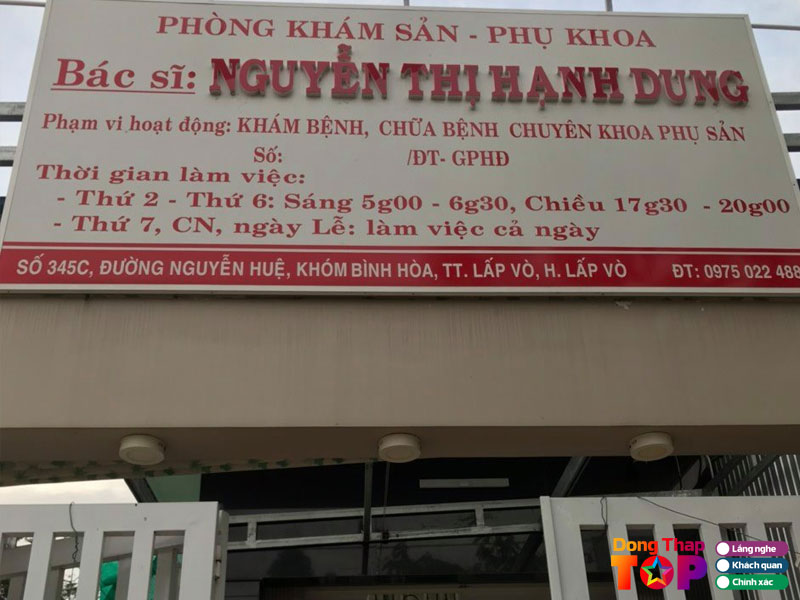 PHÒNG KHÁM SẢN - PHỤ KHOA
Bác sĩ: NGUYỄN THỊ HẠNH DUNG
Phạm vi hoạt động: KHÁM BỆNH, CHỮA BỆNH CHUYÊN KHOA PHỤ SẢN
Số: /ĐT- GPHĐ
Thời gian làm việc:
- Thứ 2 - Thứ 6: Sáng 5g00 - 6g30, Chiều 17g30 - 20g00
- Thứ 7, CN, ngày Lễ: làm việc cả ngày
SỐ 345C, ĐƯỜNG NGUYỄN HUỆ, KHÓM BÌNH HÒA, TT. LẤP VÒ, H. LẤP VÒ ĐT: 0975 022 488
Dong Thap
TOP
Lắng nghe
Khách quan
Chính xác